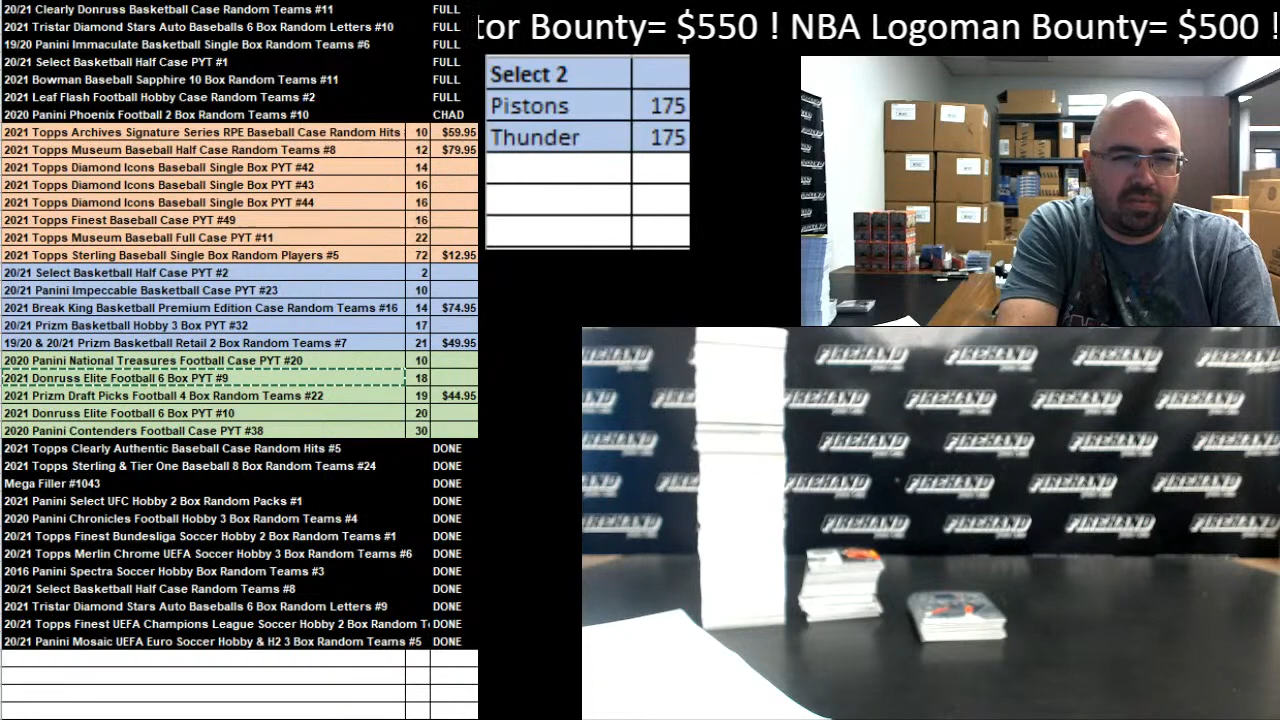 20/21 Clearly Donruss Basketball Case Random Teams #11 FULL
2021 Tristar Diamond Stars Auto Baseballs 6 Box Random Letters #10 FULL
19/20 Panini Immaculate Basketball Single Box Random Teams #6 FULL
20/21 Select Basketball Half Case PYT #1 FULL
2021 Bowman Baseball Sapphire 10 Box Random Teams #11 FULL
2021 Leaf Flash Football Hobby Case Random Teams #2 FULL
2020 Panini Phoenix Football 2 Box Random Teams #10 CHAD
2021 Topps Archives Signature Series RPE Baseball Case Random Hits 10 $59.95
2021 Topps Museum Baseball Half Case Random Teams #8 12 $79.95
2021 Topps Diamond Icons Baseball Single Box PYT #42 14
2021 Topps Diamond Icons Baseball Single Box PYT #43 16
2021 Topps Diamond Icons Baseball Single Box PYT #44 16
2021 Topps Finest Baseball Case PYT #49 16
2021 Topps Museum Baseball Full Case PYT #11 22
2021 Topps Sterling Baseball Single Box Random Players #5 72 $12.95
20/21 Select Basketball Half Case PYT #2 2
20/21 Panini Impeccable Basketball Case PYT #23 10
2021 Break King Basketball Premium Edition Case Random Teams #16 14 $74.95
20/21 Prizm Basketball Hobby 3 Box PYT #32 17
19/20 & 20/21 Prizm Basketball Retail 2 Box Random Teams #7 21 $49.95
2020 Panini National Treasures Football Case PYT #20 10
2021 Donruss Elite Football 6 Box PYT #9 18
2021 Prizm Draft Picks Football 4 Box Random Teams #22 19 $44.95
2021 Donruss Elite Football 6 Box PYT #10 20
2020 Panini Contenders Football Case PYT #38 30
2021 Topps Clearly Authentic Baseball Case Random Hits #5 DONE
2021 Topps Sterling & Tier One Baseball 8 Box Random Teams #24 DONE
Mega Filler #1043 DONE
2021 Panini Select UFC Hobby 2 Box Random Packs #1 DONE
2020 Panini Chronicles Football Hobby 3 Box Random Teams #4 DONE
20/21 Topps Finest Bundesliga Soccer Hobby 2 Box Random Teams #1 DONE
20/21 Topps Merlin Chrome UEFA Soccer Hobby 3 Box Random Teams #6 DONE
2016 Panini Spectra Soccer Hobby Box Random Teams #3 DONE
20/21 Select Basketball Half Case Random Teams #8 DONE
2021 Tristar Diamond Stars Auto Baseballs 6 Box Random Letters #9 DONE
2021 Topps Finest UEFA Champions League Soccer Hobby 2 Box Random T DONE
20/21 Panini Mosaic UEFA Euro Soccer Hobby & H2 3 Box Random Teams #5 DONE
tor Bounty= $550 ! NBA Logoman Bounty= $500 !
Select 2
Pistons 175
Thunder 175
FIREHAND
FIREHAND
FIREHAND
FIREHAND
FIREHAND
FIREHAND
FIREHAND
FIREHAND
FIREHAND
FIREHAND
FIREHAND
FIREHAND